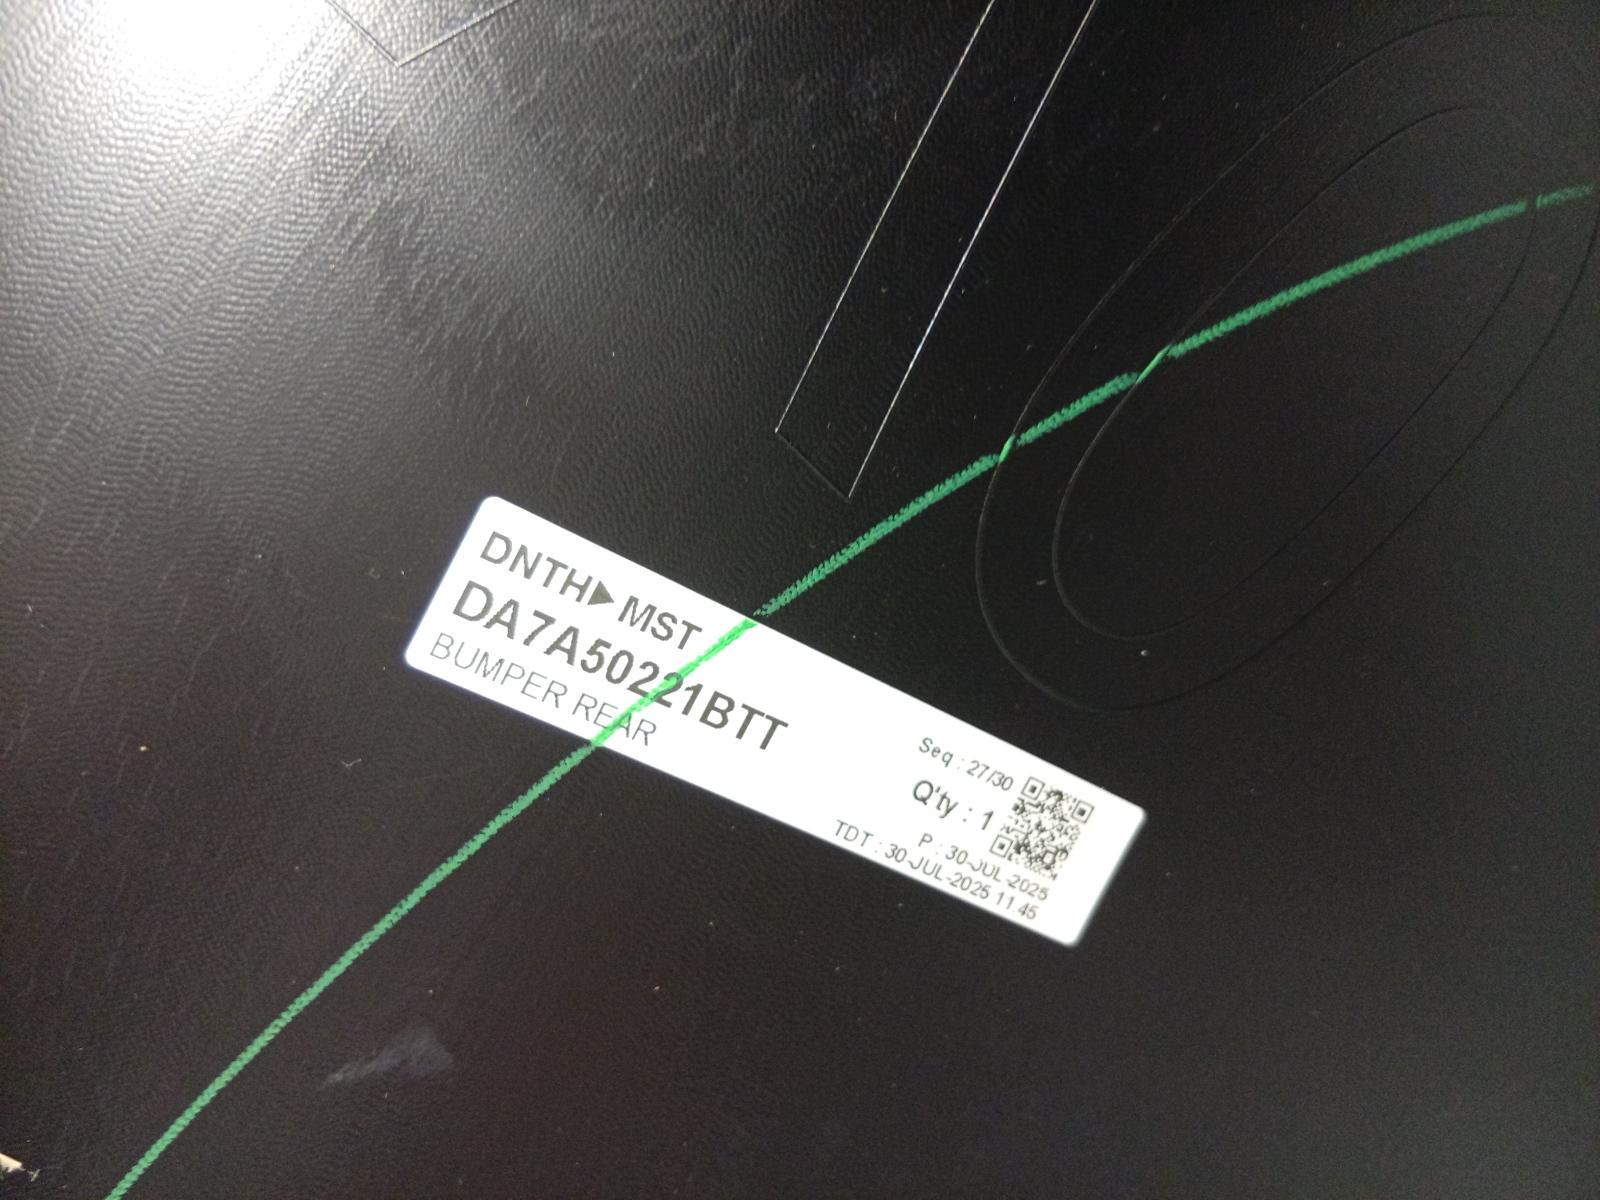 DNTH▶MST
DA7A50221BTT
BUMPER REAR
Seq : 27/30
Q'ty : 1
P : 30-JUL-2025
TDT : 30-JUL-2025 11:45